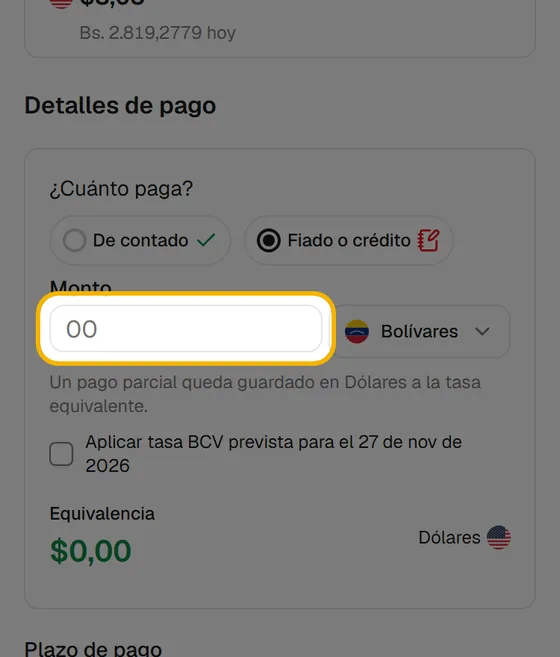 Bs. 2.819,2779 hoy
Detalles de pago
¿Cuánto paga?
De contado
Fiado o crédito
Monto
00
Bolívares
Un pago parcial queda guardado en Dólares a la tasa
equivalente.
Aplicar tasa BCV prevista para el 27 de nov de
2026
Equivalencia
$0,00
Dólares
Plazo de pago